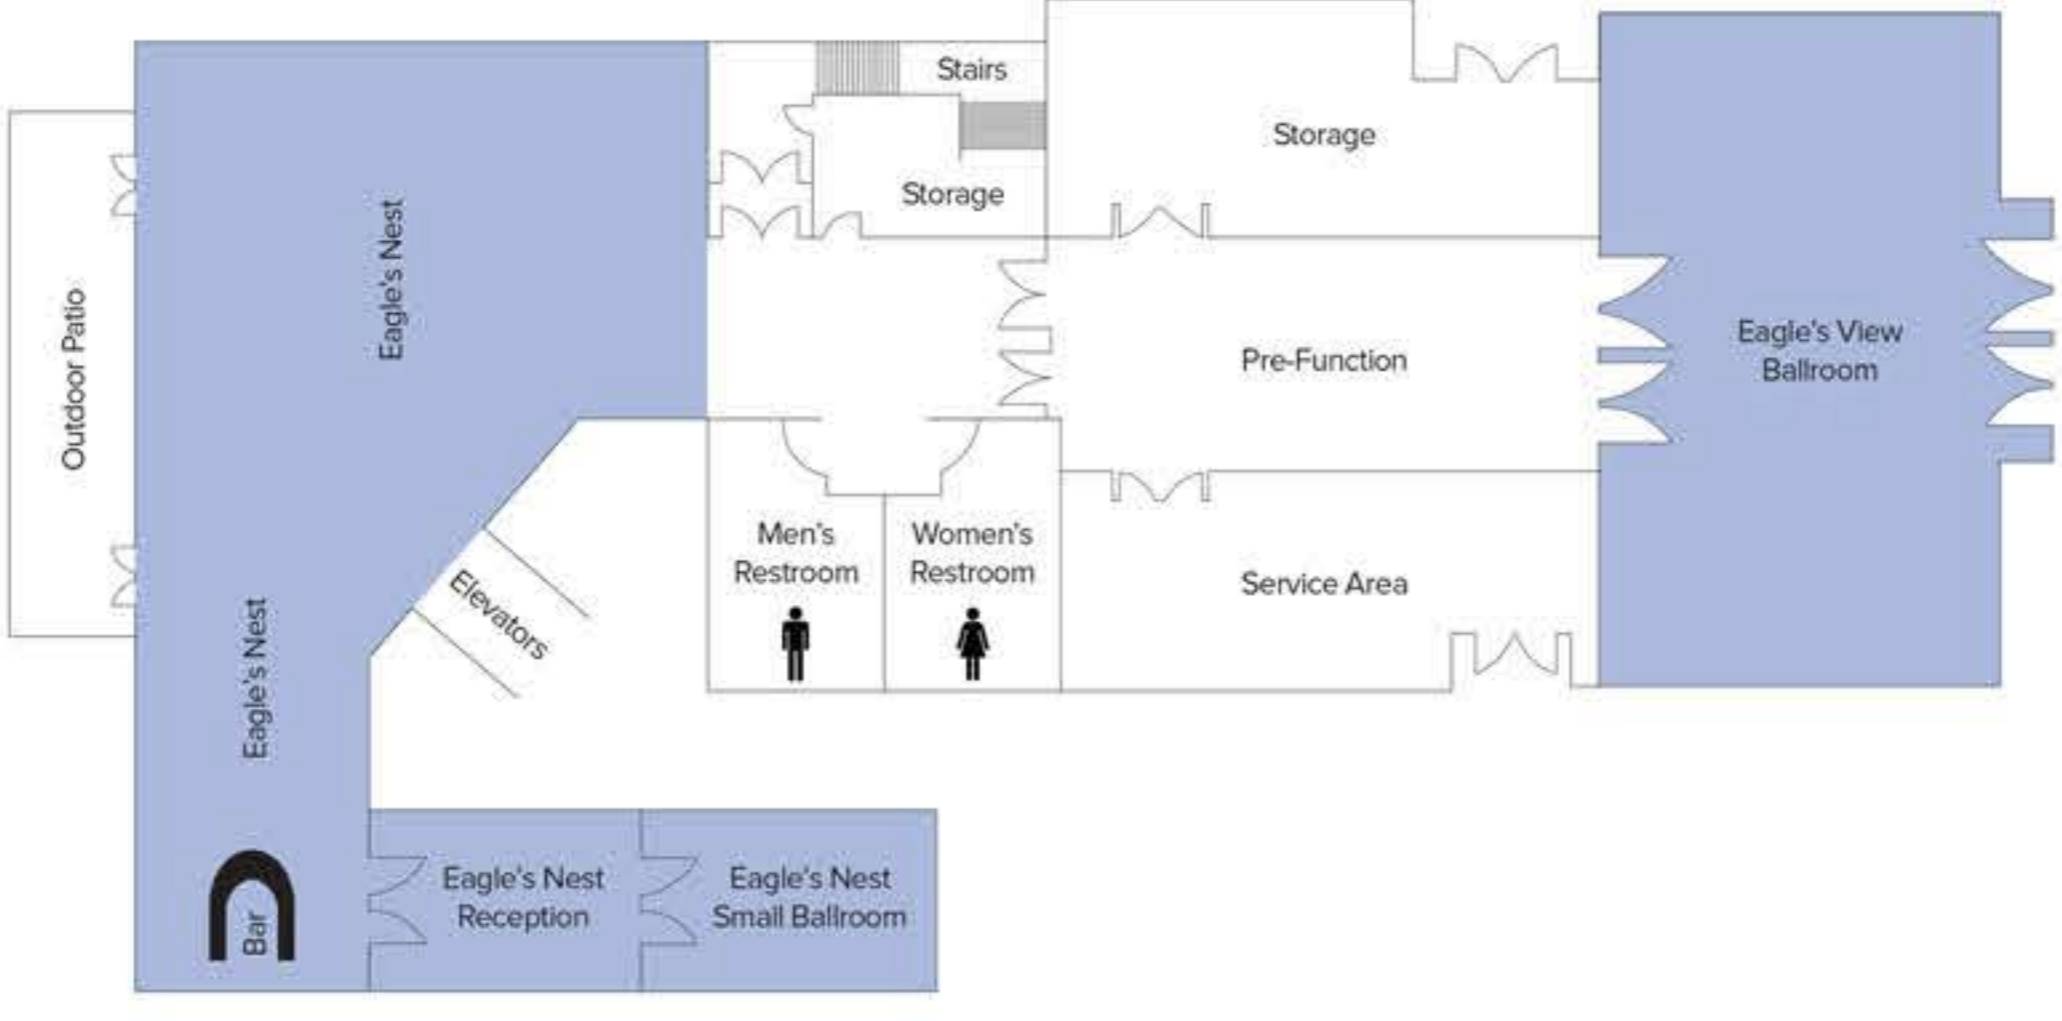 Stairs
Storage
Storage
Eagle's Nest
Outdoor Patio
Pre-Function
Eagle's View
Ballroom
Men's
Restroom
Women's
Restroom
Service Area
Elevators
Eagle's Nest
Bar
Eagle's Nest
Reception
Eagle's Nest
Small Ballroom